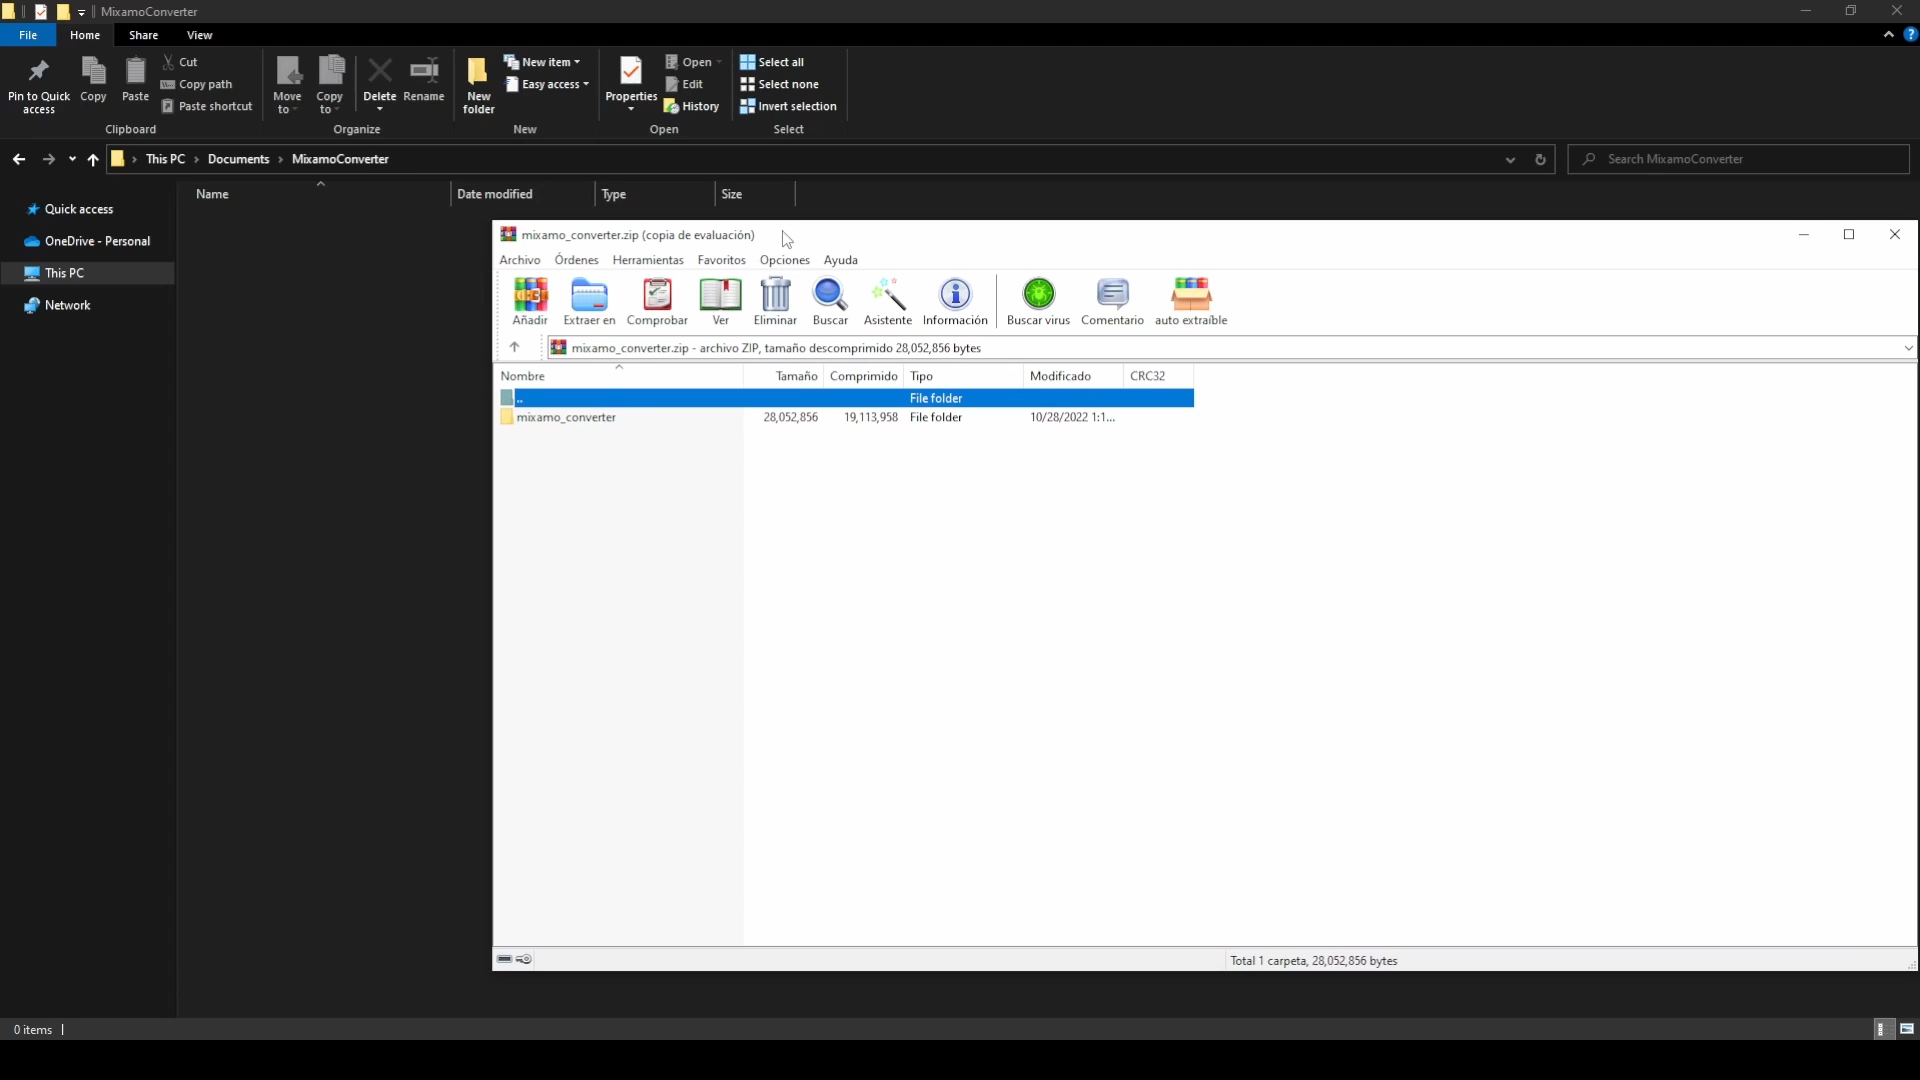 MixamoConverter
File Home Share View
Pin to Quick access
Copy
Paste
Cut
Copy path
Paste shortcut
Clipboard
Move to
Copy to
Delete
Rename
Organize
New folder
New item
Easy access
New
Properties
Open
Edit
History
Open
Select all
Select none
Invert selection
Select
This PC › Documents › MixamoConverter
Search MixamoConverter
Name Date modified Type Size
Quick access
OneDrive - Personal
This PC
Network
mixamo_converter.zip (copia de evaluación)
Archivo Órdenes Herramientas Favoritos Opciones Ayuda
Añadir Extraer en Comprobar Ver Eliminar Buscar Asistente Información Buscar virus Comentario auto extraíble
mixamo_converter.zip - archivo ZIP, tamaño descomprimido 28,052,856 bytes
Nombre Tamaño Comprimido Tipo Modificado CRC32
.. File folder
mixamo_converter 28,052,856 19,113,958 File folder 10/28/2022 1:1...
Total 1 carpeta, 28,052,856 bytes
0 items